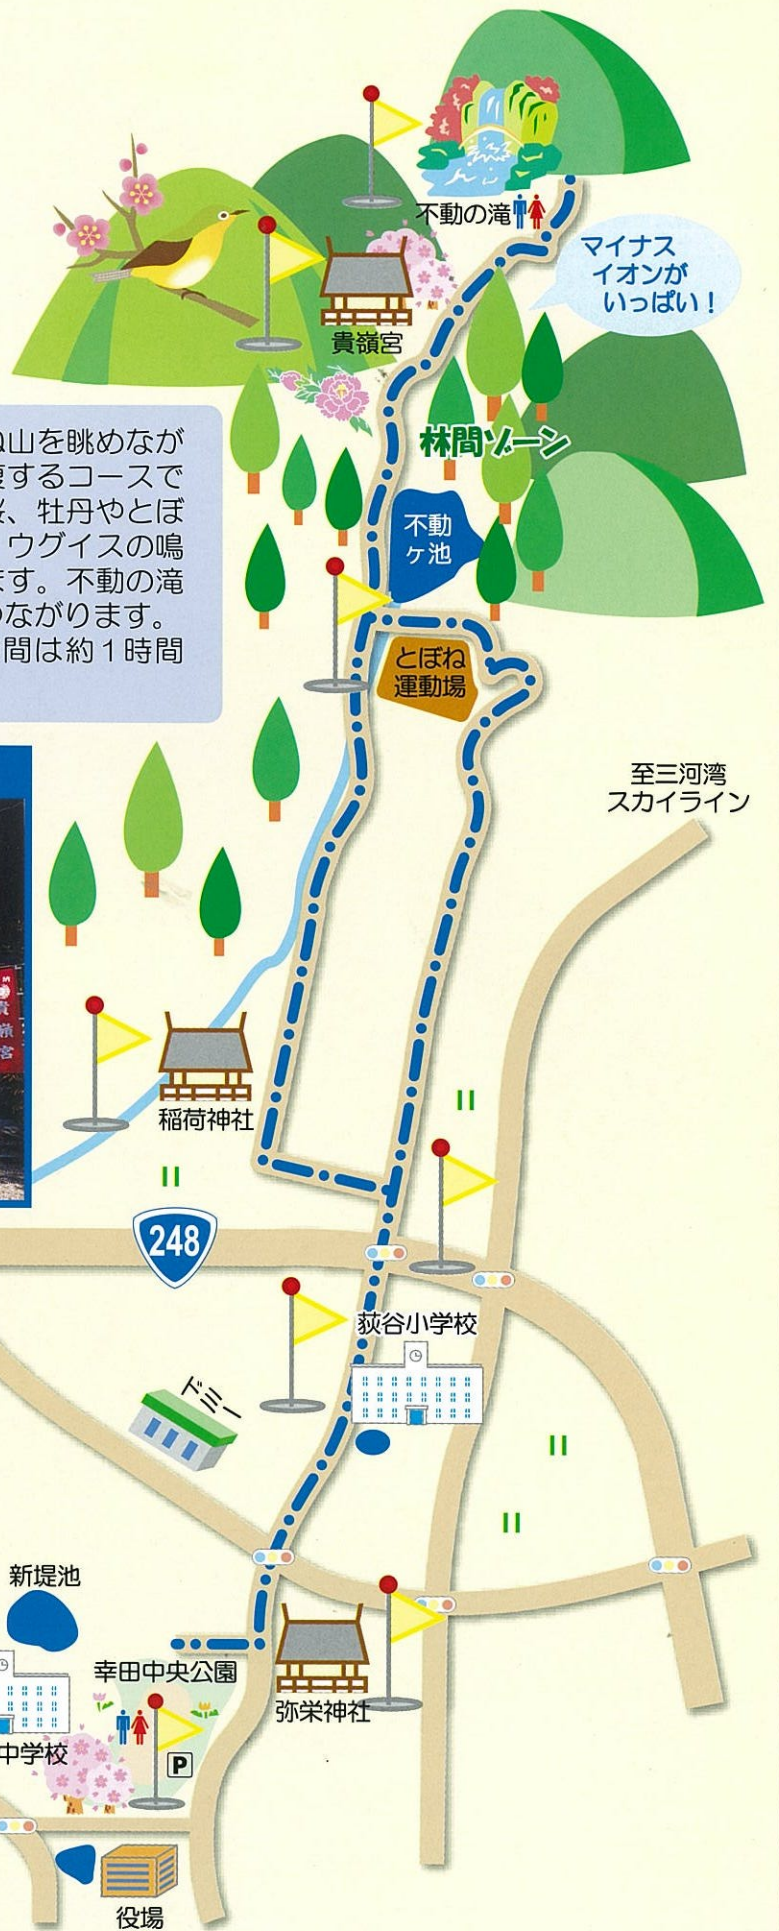 不動の滝
マイナス
イオンが
いっぱい！
貴嶺宮
林間ゾーン
山を眺めなが
するコースで
、牡丹やとぼ
ウグイスの鳴
ます。不動の滝
つながります。
間は約１時間
不動
ヶ池
とぼね
運動場
至三河湾
スカイライン
貴
嶺
宮
稲荷神社
248
荻谷小学校
ドミー
新堤池
幸田中央公園
弥栄神社
中学校
P
役場